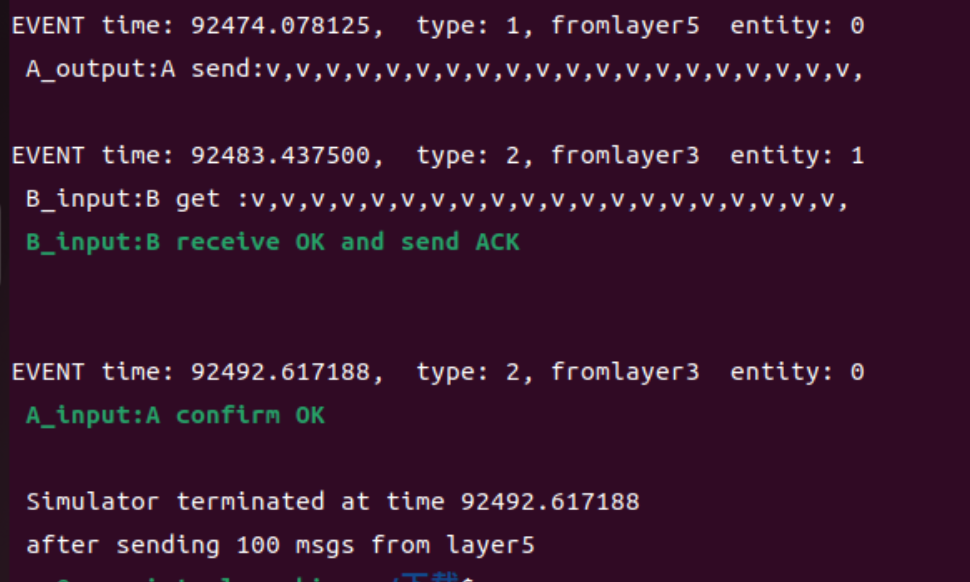 EVENT time: 92474.078125,  type: 1, fromlayer5  entity: 0
A_output:A send:v,v,v,v,v,v,v,v,v,v,v,v,v,v,v,v,v,v,v,v,
EVENT time: 92483.437500,  type: 2, fromlayer3  entity: 1
B_input:B get :v,v,v,v,v,v,v,v,v,v,v,v,v,v,v,v,v,v,v,v,
B_input:B receive OK and send ACK
EVENT time: 92492.617188,  type: 2, fromlayer3  entity: 0
A_input:A confirm OK
Simulator terminated at time 92492.617188
after sending 100 msgs from layer5